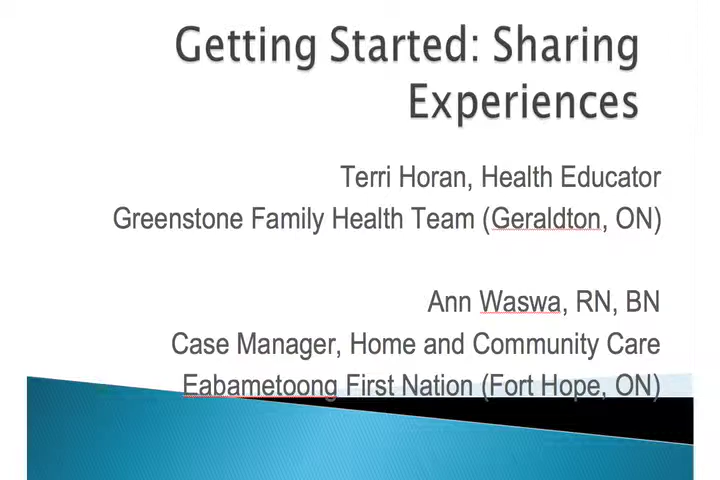 Getting Started: Sharing
Experiences
Terri Horan, Health Educator
Greenstone Family Health Team (Geraldton, ON)
Ann Waswa, RN, BN
Case Manager, Home and Community Care
Eabametoong First Nation (Fort Hope, ON)